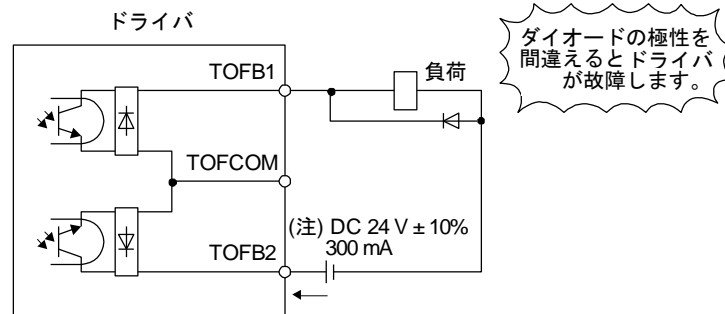 ドライバ
ダイオードの極性を
間違えるとドライバ
が故障します。
TOFB1
負荷
TOFCOM
(注) DC 24 V ± 10%
300 mA
TOFB2